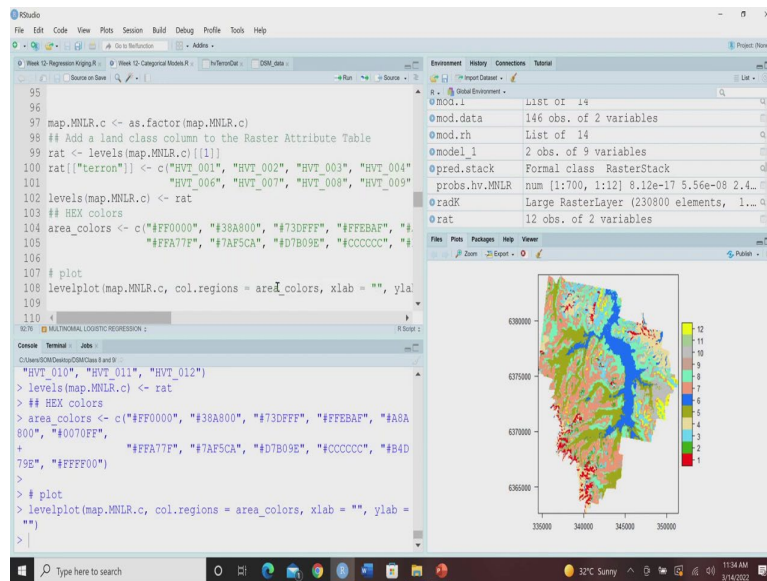 RStudio
File Edit Code View Plots Session Build Debug Profile Tools Help
Go to file/function Addins Project: (None
Week 12- Regression Kriging.R Week 12- Categorical Models.R hvTerronDat DSM_data
Source on Save Run Source
95
96
97 map.MNLR.c <- as.factor(map.MNLR.c)
98 ## Add a land class column to the Raster Attribute Table
99 rat <- levels(map.MNLR.c)[[1]]
100 rat[["terron"]] <- c("HVT_001", "HVT_002", "HVT_003", "HVT_004"
101 "HVT_006", "HVT_007", "HVT_008", "HVT_009"
102 levels(map.MNLR.c) <- rat
103 ## HEX colors
104 area_colors <- c("#FF0000", "#38A800", "#73DFFF", "#FFEBAF", "#
105 "#FFA77F", "#7AF5CA", "#D7B09E", "#CCCCCC", "#
106
107 # plot
108 levelplot(map.MNLR.c, col.regions = area_colors, xlab = "", yla
109
110
92:76 MULTINOMIAL LOGISTIC REGRESSION R Script
Console Terminal Jobs
C:/Users/SOM/Desktop/DSM/Class 8 and 9/
"HVT_010", "HVT_011", "HVT_012")
> levels(map.MNLR.c) <- rat
> ## HEX colors
> area_colors <- c("#FF0000", "#38A800", "#73DFFF", "#FFEBAF", "#A8A
800", "#0070FF",
+ "#FFA77F", "#7AF5CA", "#D7B09E", "#CCCCCC", "#B4D
79E", "#FFFF00")
>
> # plot
> levelplot(map.MNLR.c, col.regions = area_colors, xlab = "", ylab =
"")
>
Environment History Connections Tutorial
Import Dataset List
R Global Environment
mod.1 List of 14
mod.data 146 obs. of 2 variables
mod.rh List of 14
model_1 2 obs. of 9 variables
pred.stack Formal class RasterStack
probs.hv.MNLR num [1:700, 1:12] 8.12e-17 5.56e-08 2.4…
radK Large RasterLayer (230800 elements, 1.…
rat 12 obs. of 2 variables
Files Plots Packages Help Viewer
Zoom Export Publish
6380000
6375000
6370000
6365000
335000 340000 345000 350000
12
11
10
9
8
7
6
5
4
3
2
1
Type here to search
32°C Sunny
11:34 AM
3/14/2022